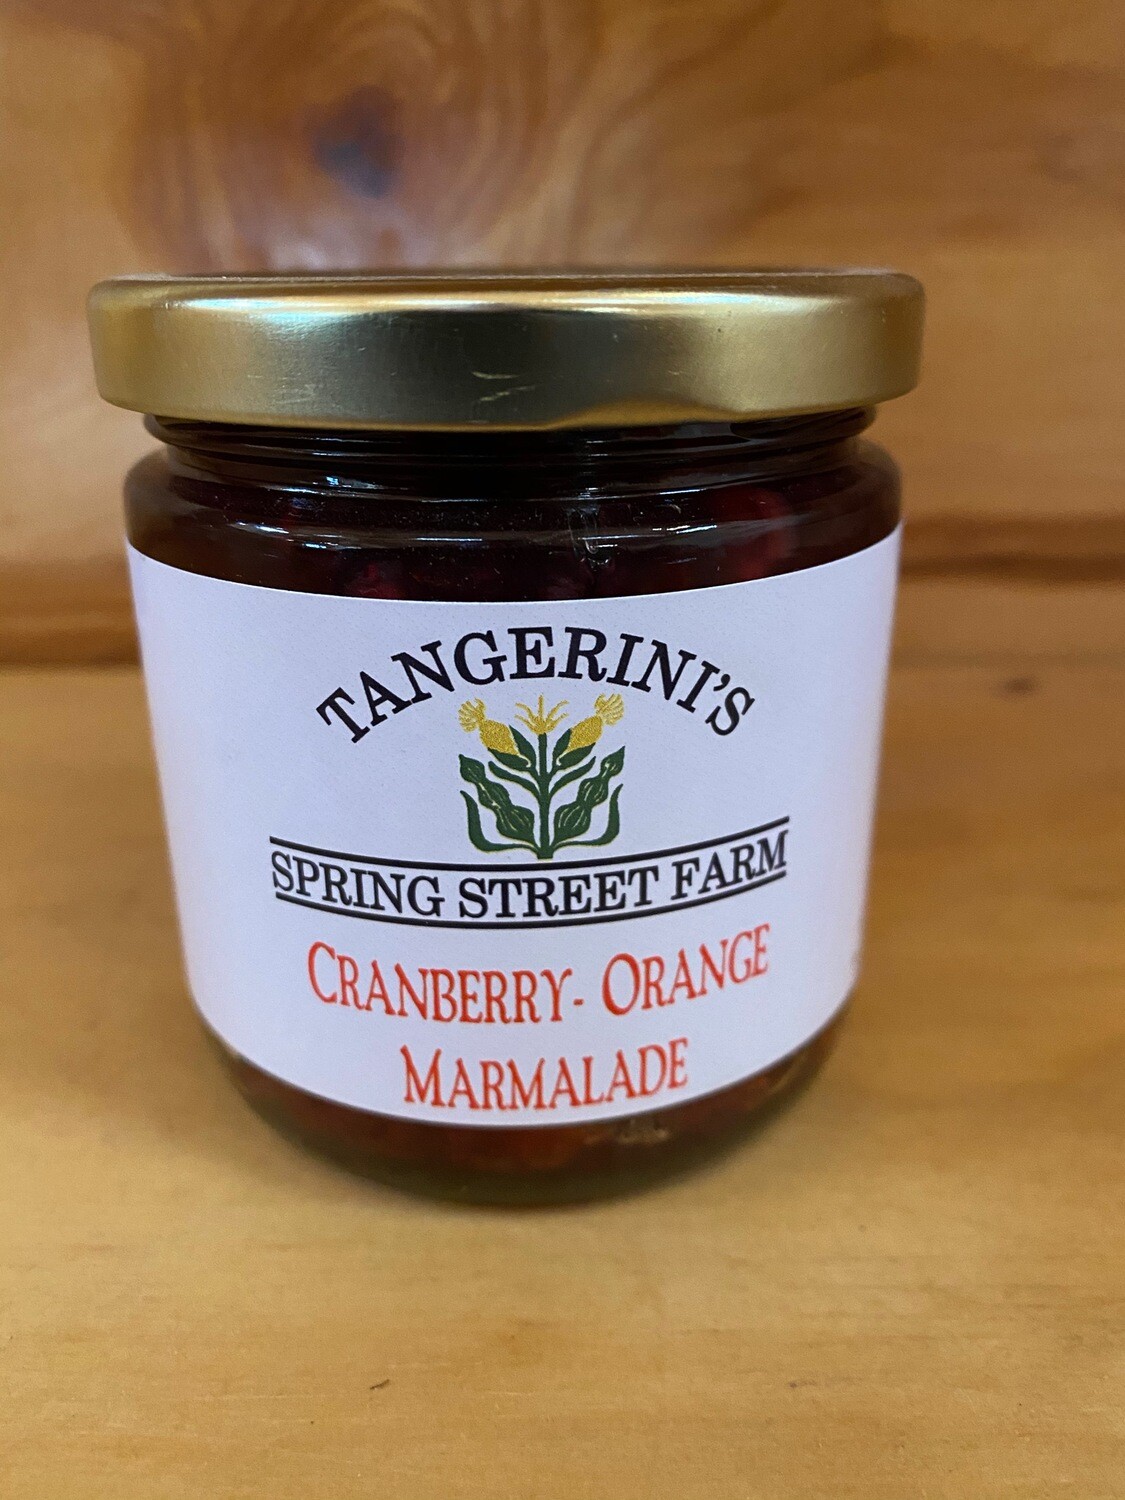 TANGERINI'S
SPRING STREET FARM
CRANBERRY- ORANGE
MARMALADE